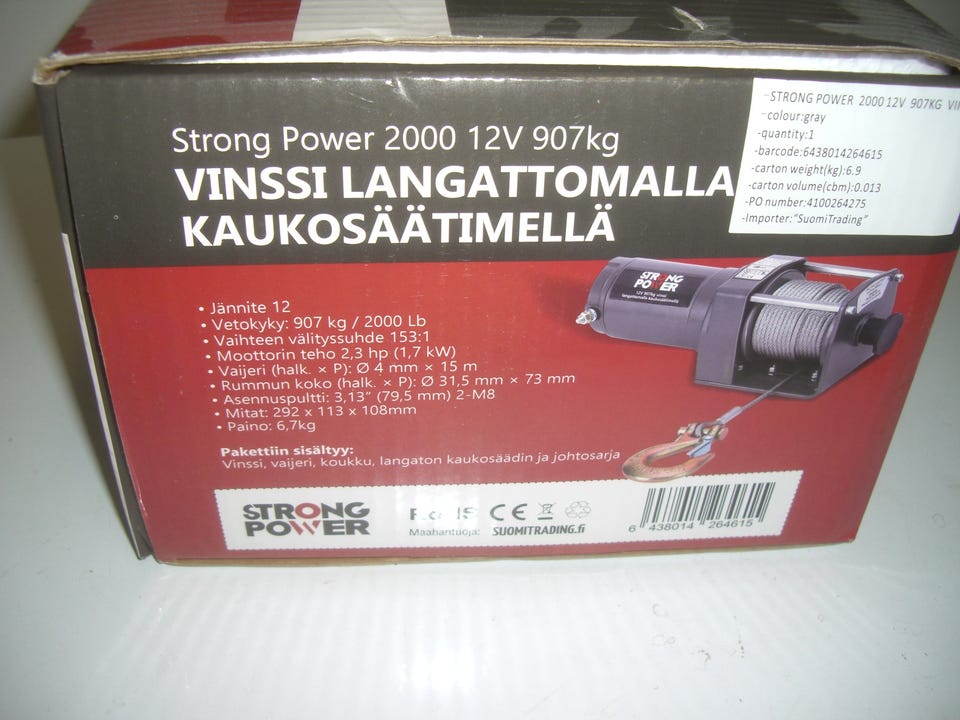 Strong Power 2000 12V 907kg
VINSSI LANGATTOMALLA
KAUKOSÄÄTIMELLÄ
-STRONG POWER 2000 12V 907KG
-colour:gray
-quantity:1
-barcode:6438014264615
-carton weight(kg):6.9
-carton volume(cbm):0.013
-PO number:4100264275
-Importer:"SuomiTrading"
• Jännite 12
• Vetokyky: 907 kg / 2000 Lb
• Vaihteen välityssuhde 153:1
• Moottorin teho 2,3 hp (1,7 kW)
• Vaijeri (halk. × P): Ø 4 mm × 15 m
• Rummun koko (halk. × P): Ø 31,5 mm × 73 mm
• Asennuspultti: 3,13" (79,5 mm) 2-M8
• Mitat: 292 x 113 x 108mm
• Paino: 6,7kg
STRONG
POWER
12V 907kg vinssi
langattomalla kaukosäätimellä
Pakettiin sisältyy:
Vinssi, vaijeri, koukku, langaton kaukosäädin ja johtosarja
STRONG
POWER
CE
Maahantuoja: SUOMITRADING.fi
6 438014 264615